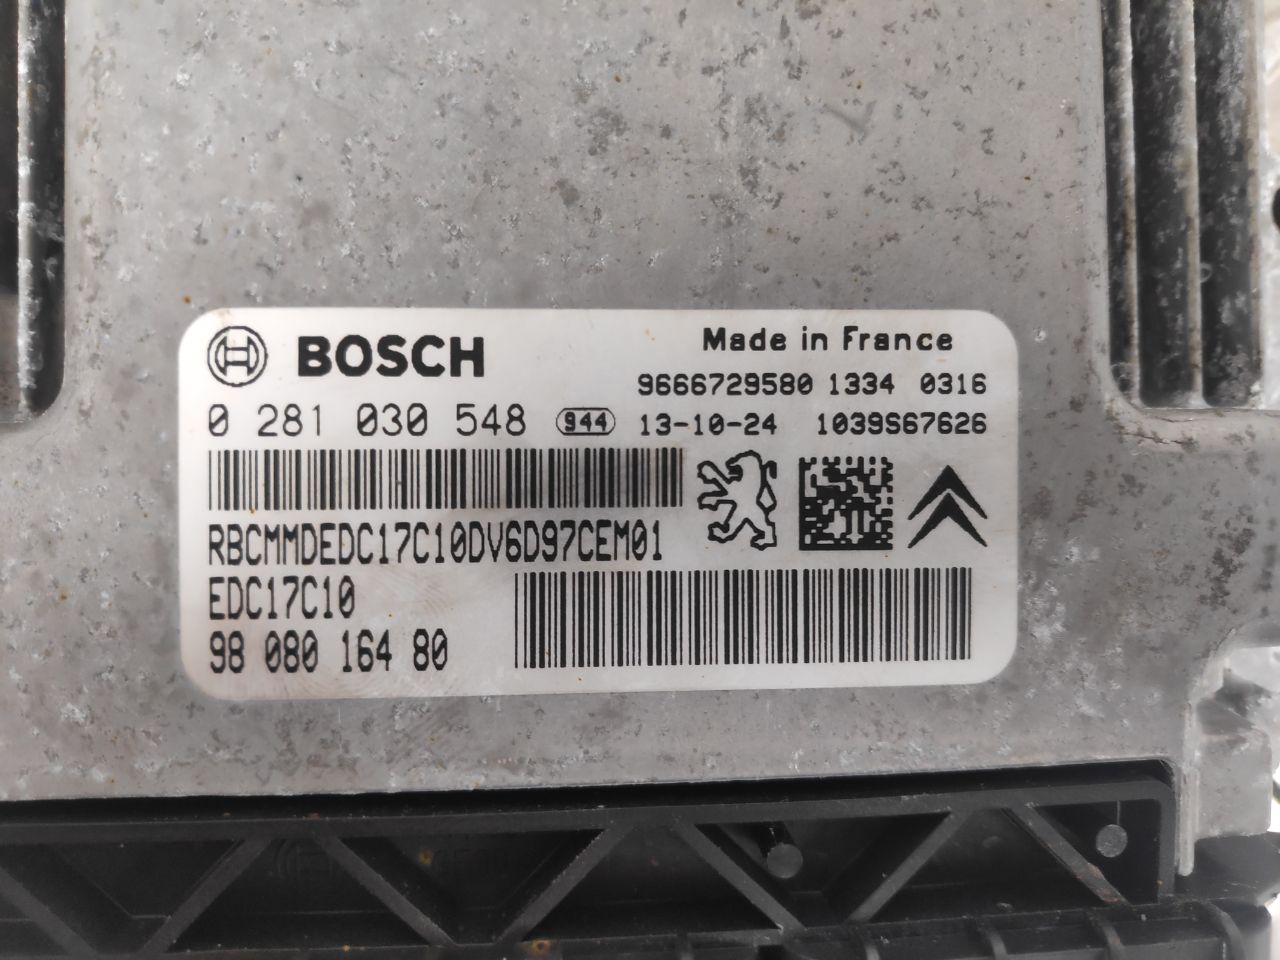 BOSCH
Made in France
9666729580 1334 0316
0 281 030 548 944 13-10-24 1039S67626
RBCMMDEDC17C10DV6D97CEM01
EDC17C10
98 080 164 80